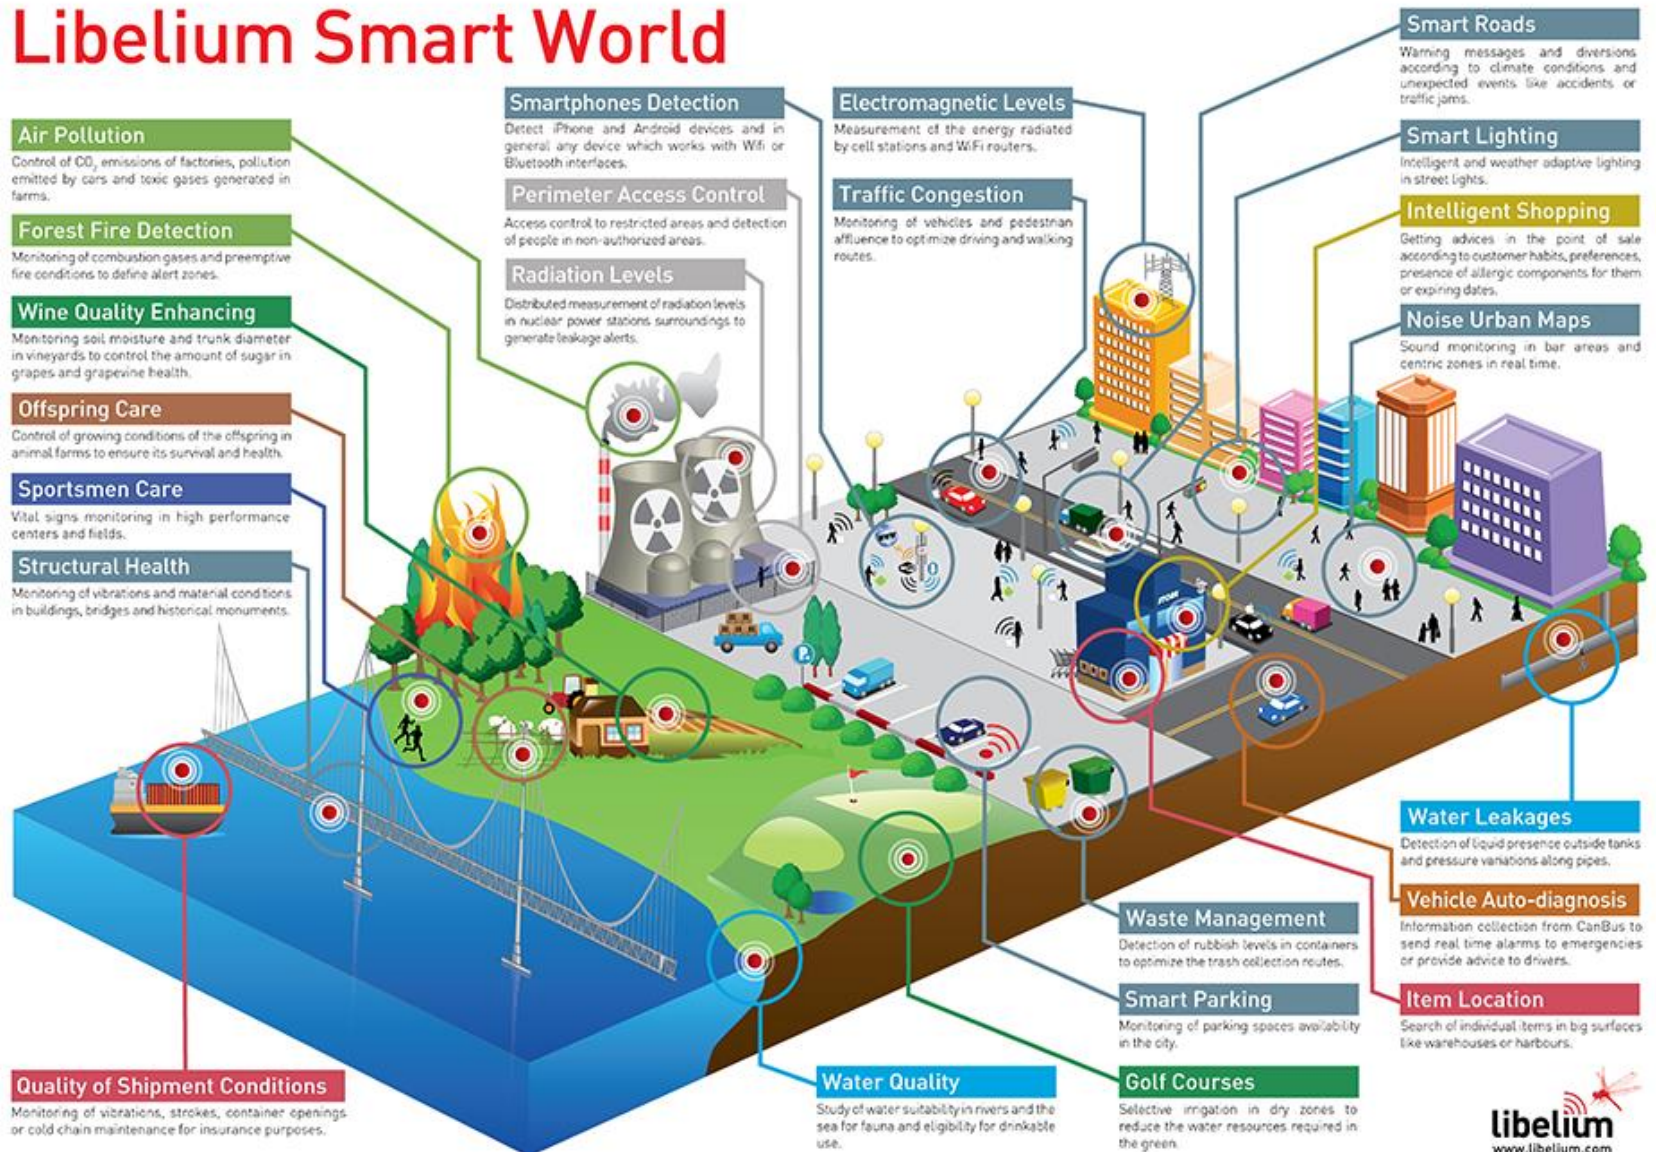 Libelium Smart World
Air Pollution
Control of CO₂ emissions of factories, pollution
emitted by cars and toxic gases generated in
farms.
Forest Fire Detection
Monitoring of combustion gases and preemptive
fire conditions to define alert zones.
Wine Quality Enhancing
Monitoring soil moisture and trunk diameter
in vineyards to control the amount of sugar in
grapes and grapevine health.
Offspring Care
Control of growing conditions of the offspring in
animal farms to ensure its survival and health.
Sportsmen Care
Vital signs monitoring in high performance
centers and fields.
Structural Health
Monitoring of vibrations and material conditions
in buildings, bridges and historical monuments.
Quality of Shipment Conditions
Monitoring of vibrations, strokes, container openings
or cold chain maintenance for insurance purposes.
Smartphones Detection
Detect iPhone and Android devices and in
general any device which works with Wifi or
Bluetooth interfaces.
Perimeter Access Control
Access control to restricted areas and detection
of people in non-authorized areas.
Radiation Levels
Distributed measurement of radiation levels
in nuclear power stations surroundings to
generate leakage alerts.
Electromagnetic Levels
Measurement of the energy radiated
by cell stations and WiFi routers.
Traffic Congestion
Monitoring of vehicles and pedestrian
affluence to optimize driving and walking
routes.
Smart Roads
Warning messages and diversions
according to climate conditions and
unexpected events like accidents or
traffic jams.
Smart Lighting
Intelligent and weather adaptive lighting
in street lights.
Intelligent Shopping
Getting advices in the point of sale
according to customer habits, preferences,
presence of allergic components for them
or expiring dates.
Noise Urban Maps
Sound monitoring in bar areas and
centric zones in real time.
P
Water Leakages
Detection of liquid presence outside tanks
and pressure variations along pipes.
Vehicle Auto-diagnosis
Information collection from CanBus to
send real time alarms to emergencies
or provide advice to drivers.
Item Location
Search of individual items in big surfaces
like warehouses or harbours.
Waste Management
Detection of rubbish levels in containers
to optimize the trash collection routes.
Smart Parking
Monitoring of parking spaces availability
in the city.
Golf Courses
Selective irrigation in dry zones to
reduce the water resources required in
the green.
Water Quality
Study of water suitability in rivers and the
sea for fauna and eligibility for drinkable
use.
libelium
www.libelium.com